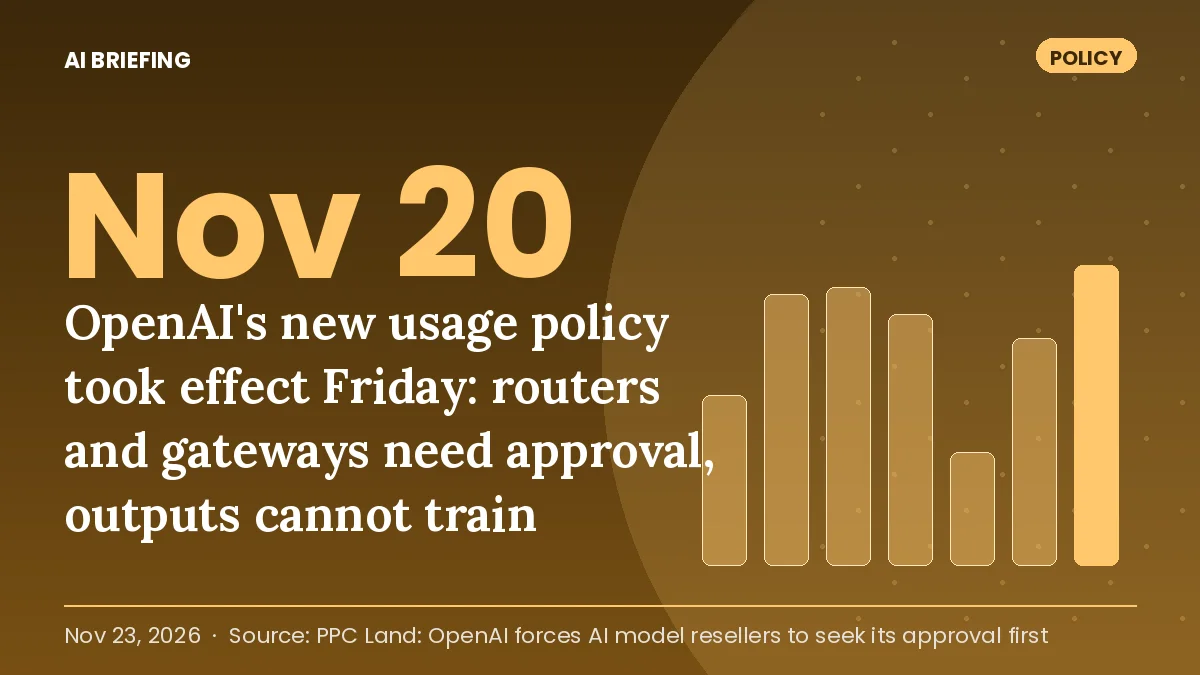 AI BRIEFING
POLICY
Nov 20
OpenAI's new usage policy
took effect Friday: routers
and gateways need approval,
outputs cannot train
Nov 23, 2026 · Source: PPC Land: OpenAI forces AI model resellers to seek its approval first